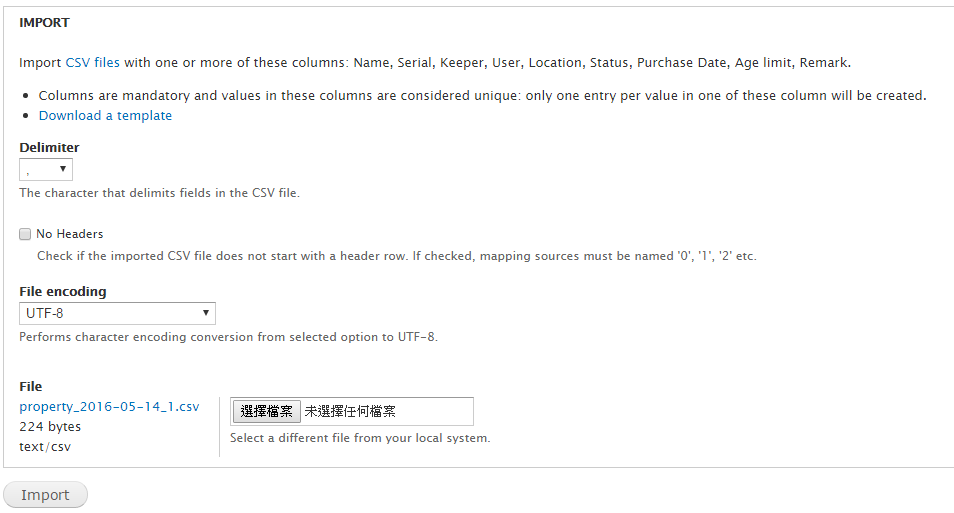 IMPORT
Import CSV files with one or more of these columns: Name, Serial, Keeper, User, Location, Status, Purchase Date, Age limit, Remark.
Columns are mandatory and values in these columns are considered unique: only one entry per value in one of these column will be created.
Download a template
Delimiter
,
The character that delimits fields in the CSV file.
No Headers
Check if the imported CSV file does not start with a header row. If checked, mapping sources must be named '0', '1', '2' etc.
File encoding
UTF-8
Performs character encoding conversion from selected option to UTF-8.
File
property_2016-05-14_1.csv
224 bytes
text/csv
選擇檔案 未選擇任何檔案
Select a different file from your local system.
Import